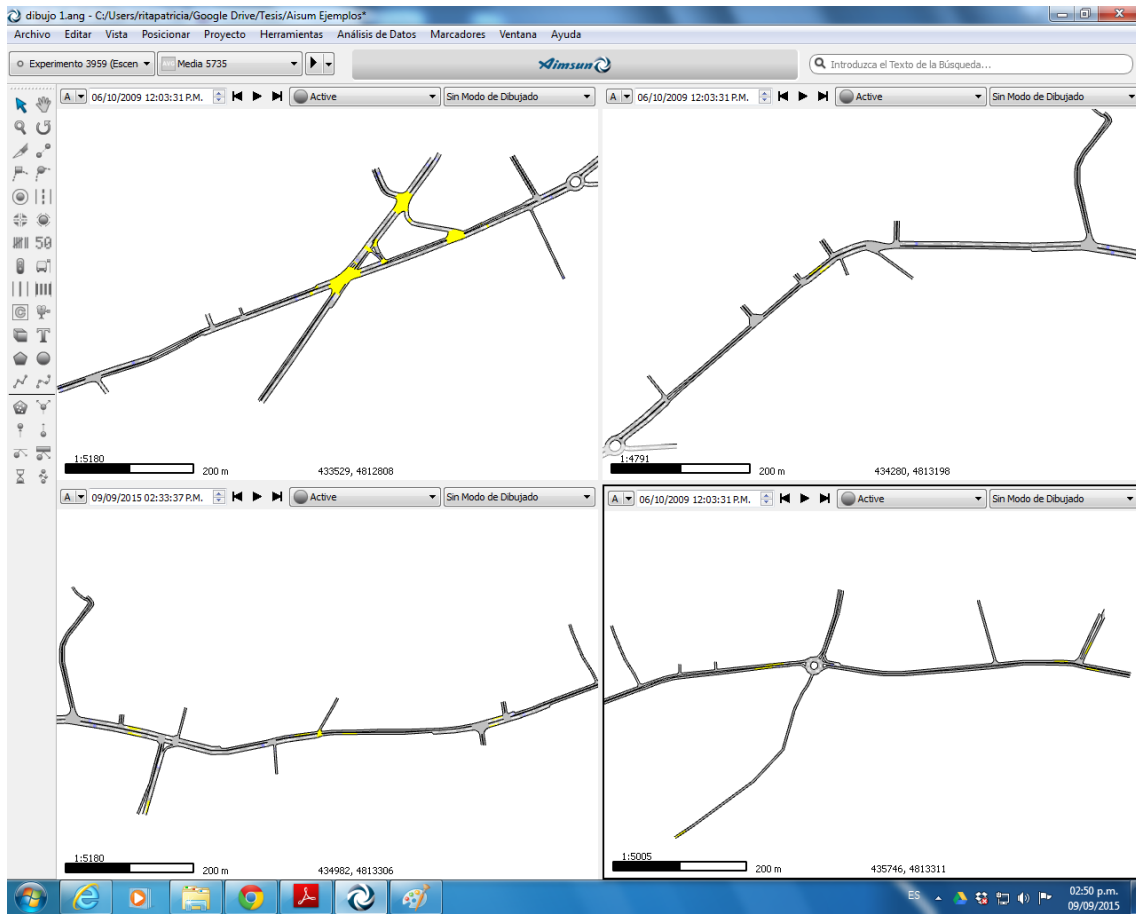 dibujo 1.ang - C:/Users/ritapatricia/Google Drive/Tesis/Aisum Ejemplos*
Archivo Editar Vista Posicionar Proyecto Herramientas Análisis de Datos Marcadores Ventana Ayuda
Experimento 3959 (Escen Media 5735 Aimsun Introduzca el Texto de la Búsqueda...
A 06/10/2009 12:03:31 P.M. Active Sin Modo de Dibujado
A 06/10/2009 12:03:31 P.M. Active Sin Modo de Dibujado
50
T
1:5180
200 m 433529, 4812808
1:4791
200 m 434280, 4813198
A 09/09/2015 02:33:37 P.M. Active Sin Modo de Dibujado
A 06/10/2009 12:03:31 P.M. Active Sin Modo de Dibujado
1:5180
200 m 434982, 4813306
1:5005
200 m 435746, 4813311
ES 02:50 p.m.
09/09/2015